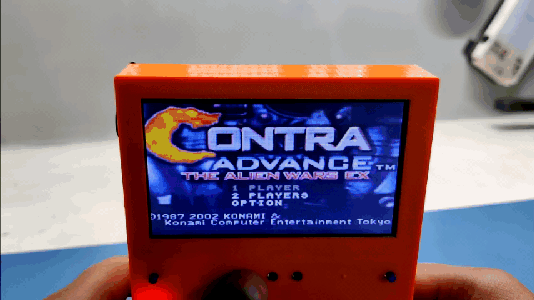 CONTRA
ADVANCE™
THE ALIEN WARS EX
1 PLAYER
2 PLAYERS
OPTION
©1987 2002 KONAMI &
Konami Computer Entertainment Tokyo